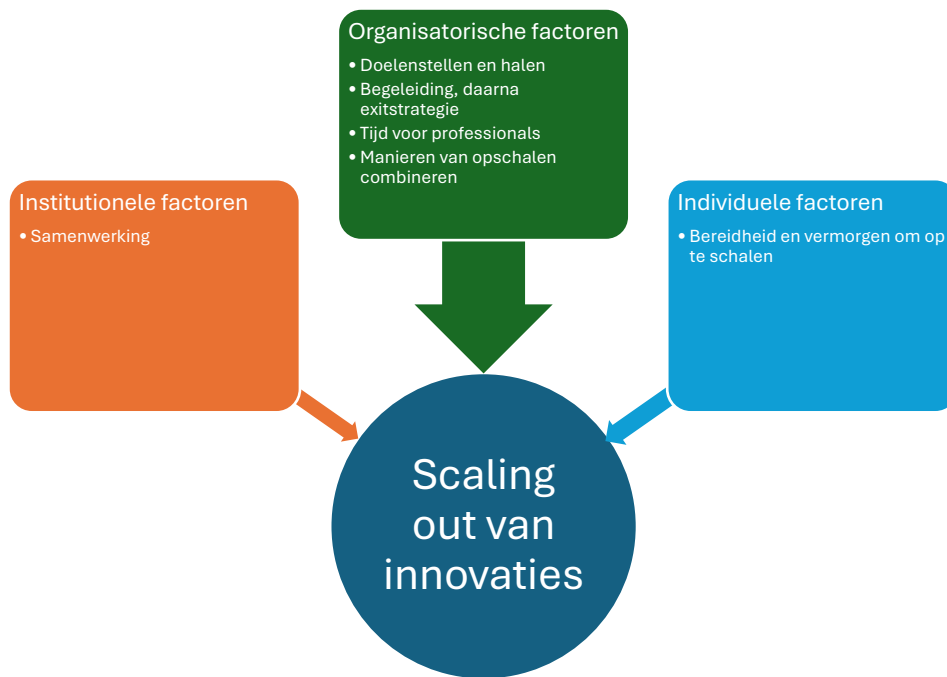 Organisatorische factoren
• Doelenstellen en halen
• Begeleiding, daarna
exitstrategie
• Tijd voor professionals
• Manieren van opschalen
combineren
Institutionele factoren
• Samenwerking
Individuele factoren
• Bereidheid en vermorgen om op
te schalen
Scaling
out van
innovaties